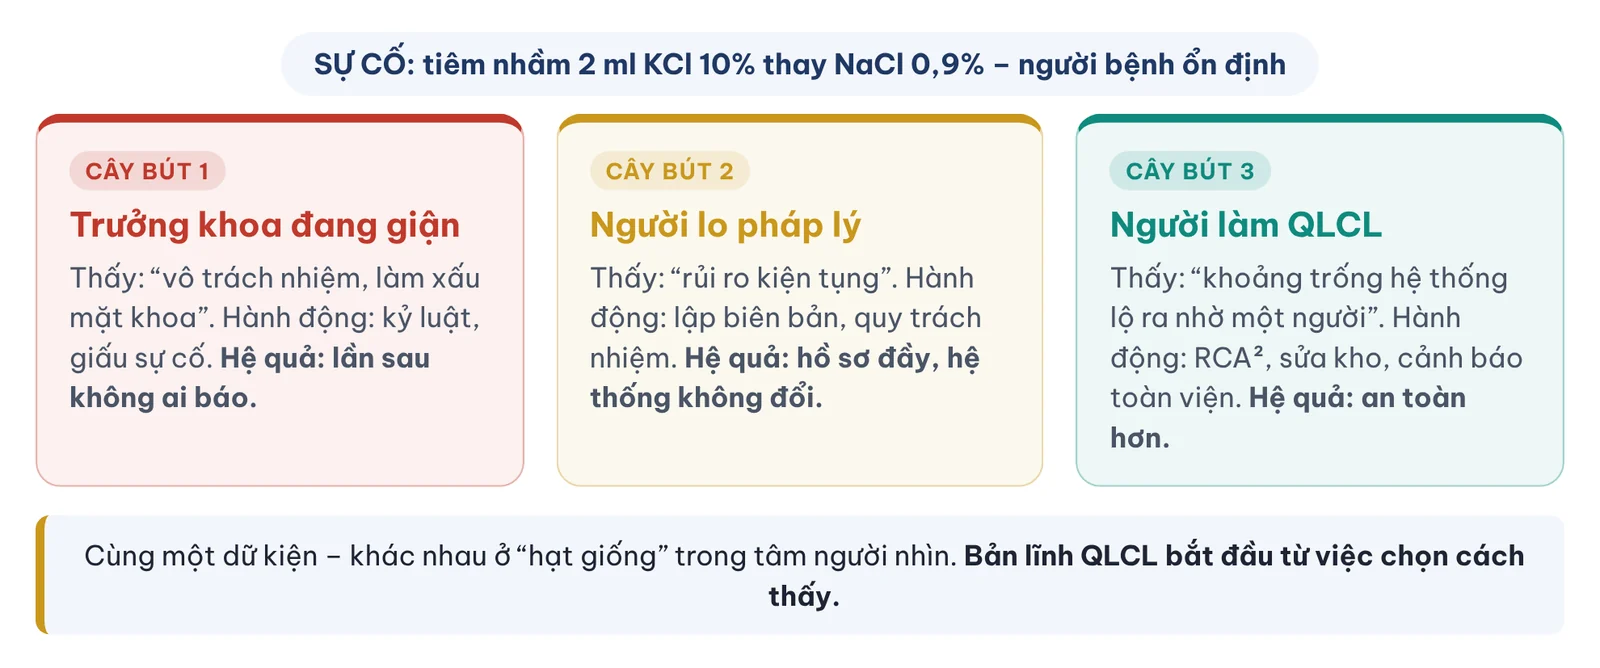 SỰ CỐ: tiêm nhầm 2 ml KCl 10% thay NaCl 0,9% – người bệnh ổn định
CÂY BÚT 1
Trưởng khoa đang giận
Thấy: “vô trách nhiệm, làm xấu
mặt khoa”. Hành động: kỷ luật,
giấu sự cố. Hệ quả: lần sau
không ai báo.
CÂY BÚT 2
Người lo pháp lý
Thấy: “rủi ro kiện tụng”. Hành
động: lập biên bản, quy trách
nhiệm. Hệ quả: hồ sơ đầy, hệ
thống không đổi.
CÂY BÚT 3
Người làm QLCL
Thấy: “khoảng trống hệ thống
lộ ra nhờ một người”. Hành
động: RCA², sửa kho, cảnh báo
toàn viện. Hệ quả: an toàn
hơn.
Cùng một dữ kiện – khác nhau ở “hạt giống” trong tâm người nhìn. Bản lĩnh QLCL bắt đầu từ việc chọn cách
thấy.